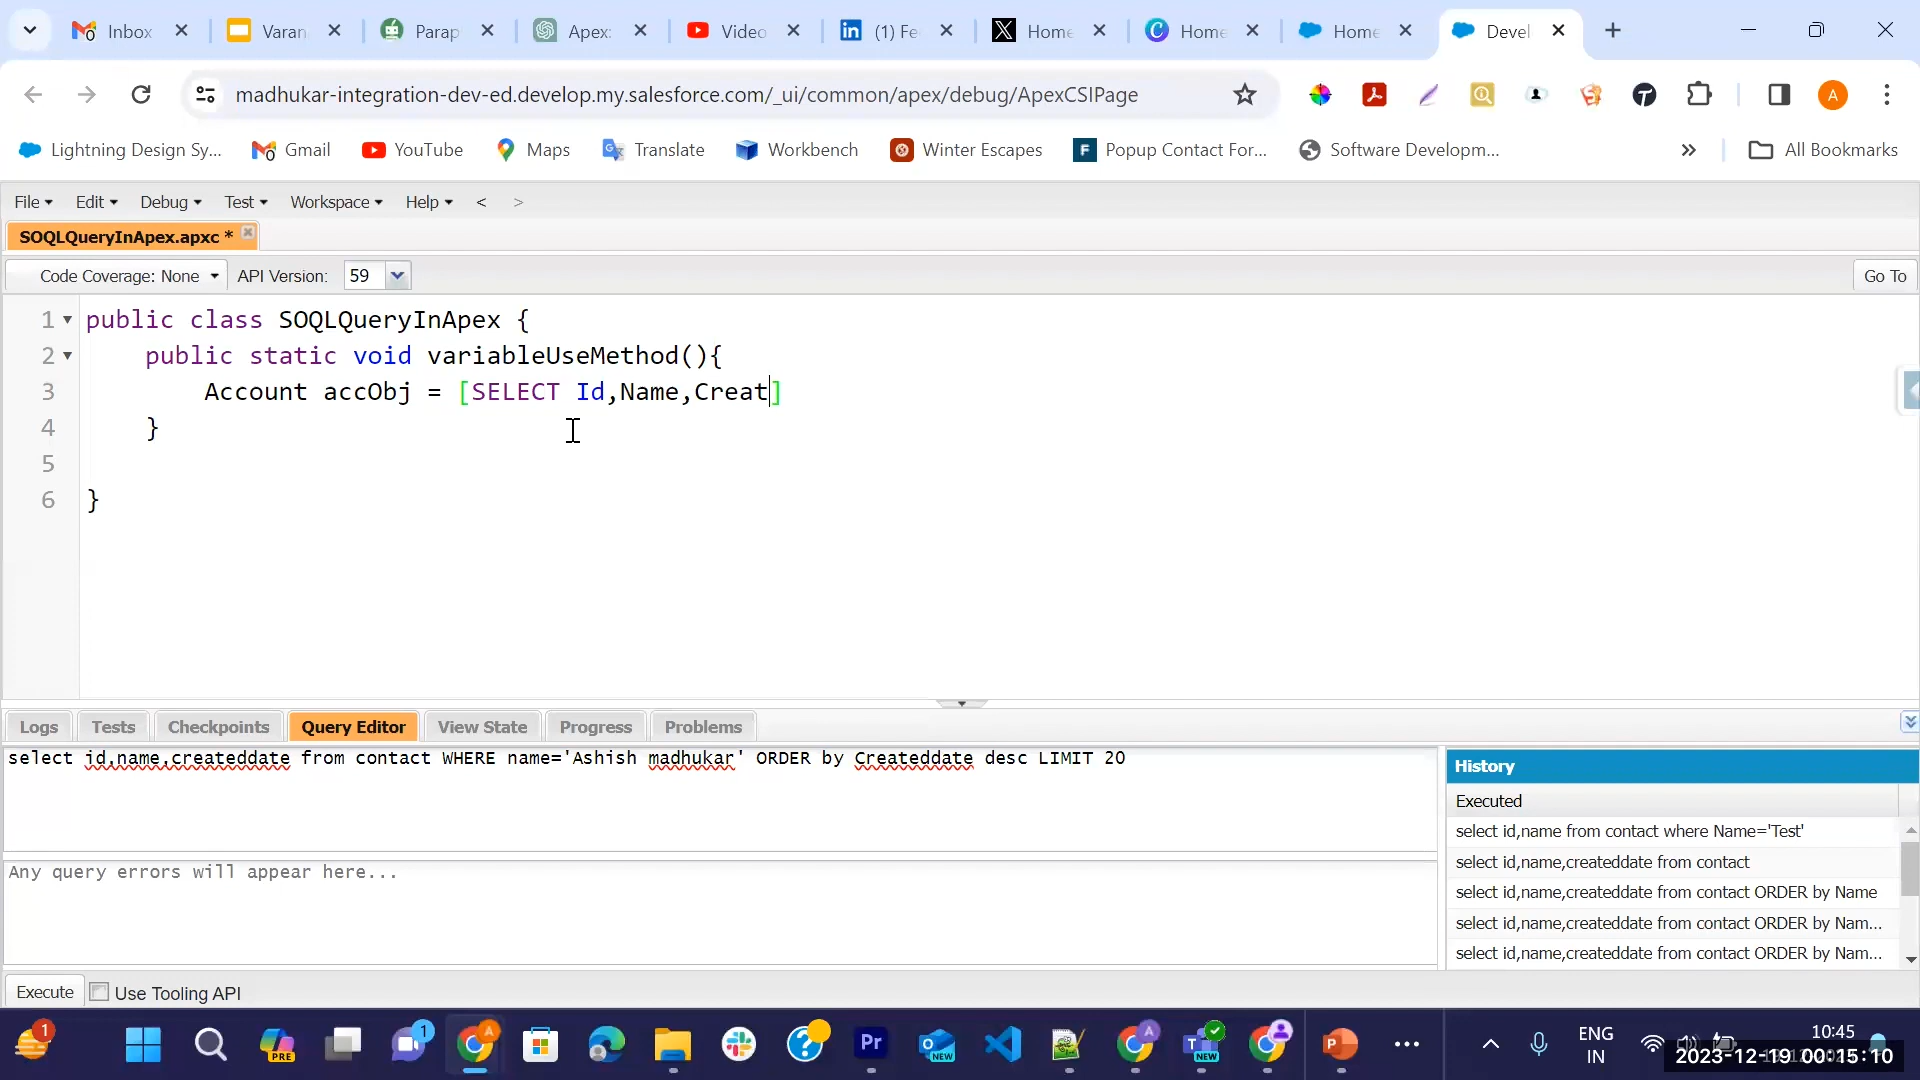 Inbox
Varan
Parap
Apex:
Video
(1) Fe
Home
Home
Home
Devel
madhukar-integration-dev-ed.develop.my.salesforce.com/_ui/common/apex/debug/ApexCSIPage
A
Lightning Design Sy...
Gmail
YouTube
Maps
Translate
Workbench
Winter Escapes
Popup Contact For...
Software Developm...
»
All Bookmarks
File
Edit
Debug
Test
Workspace
Help
<
>
SOQLQueryInApex.apxc *
Code Coverage: None
API Version: 59
Go To
1 public class SOQLQueryInApex {
2 public static void variableUseMethod(){
3 Account accObj = [SELECT Id,Name,Creat]
4 }
5
6 }
Logs
Tests
Checkpoints
Query Editor
View State
Progress
Problems
select id,name,createddate from contact WHERE name='Ashish madhukar' ORDER by Createddate desc LIMIT 20
Any query errors will appear here...
History
Executed
select id,name from contact where Name='Test'
select id,name,createddate from contact
select id,name,createddate from contact ORDER by Name
select id,name,createddate from contact ORDER by Nam...
select id,name,createddate from contact ORDER by Nam...
Execute
Use Tooling API
1
PRE
1
A
Pr
NEW
A
NEW
ENG
IN
10:45
2023-12-19 00:15:10